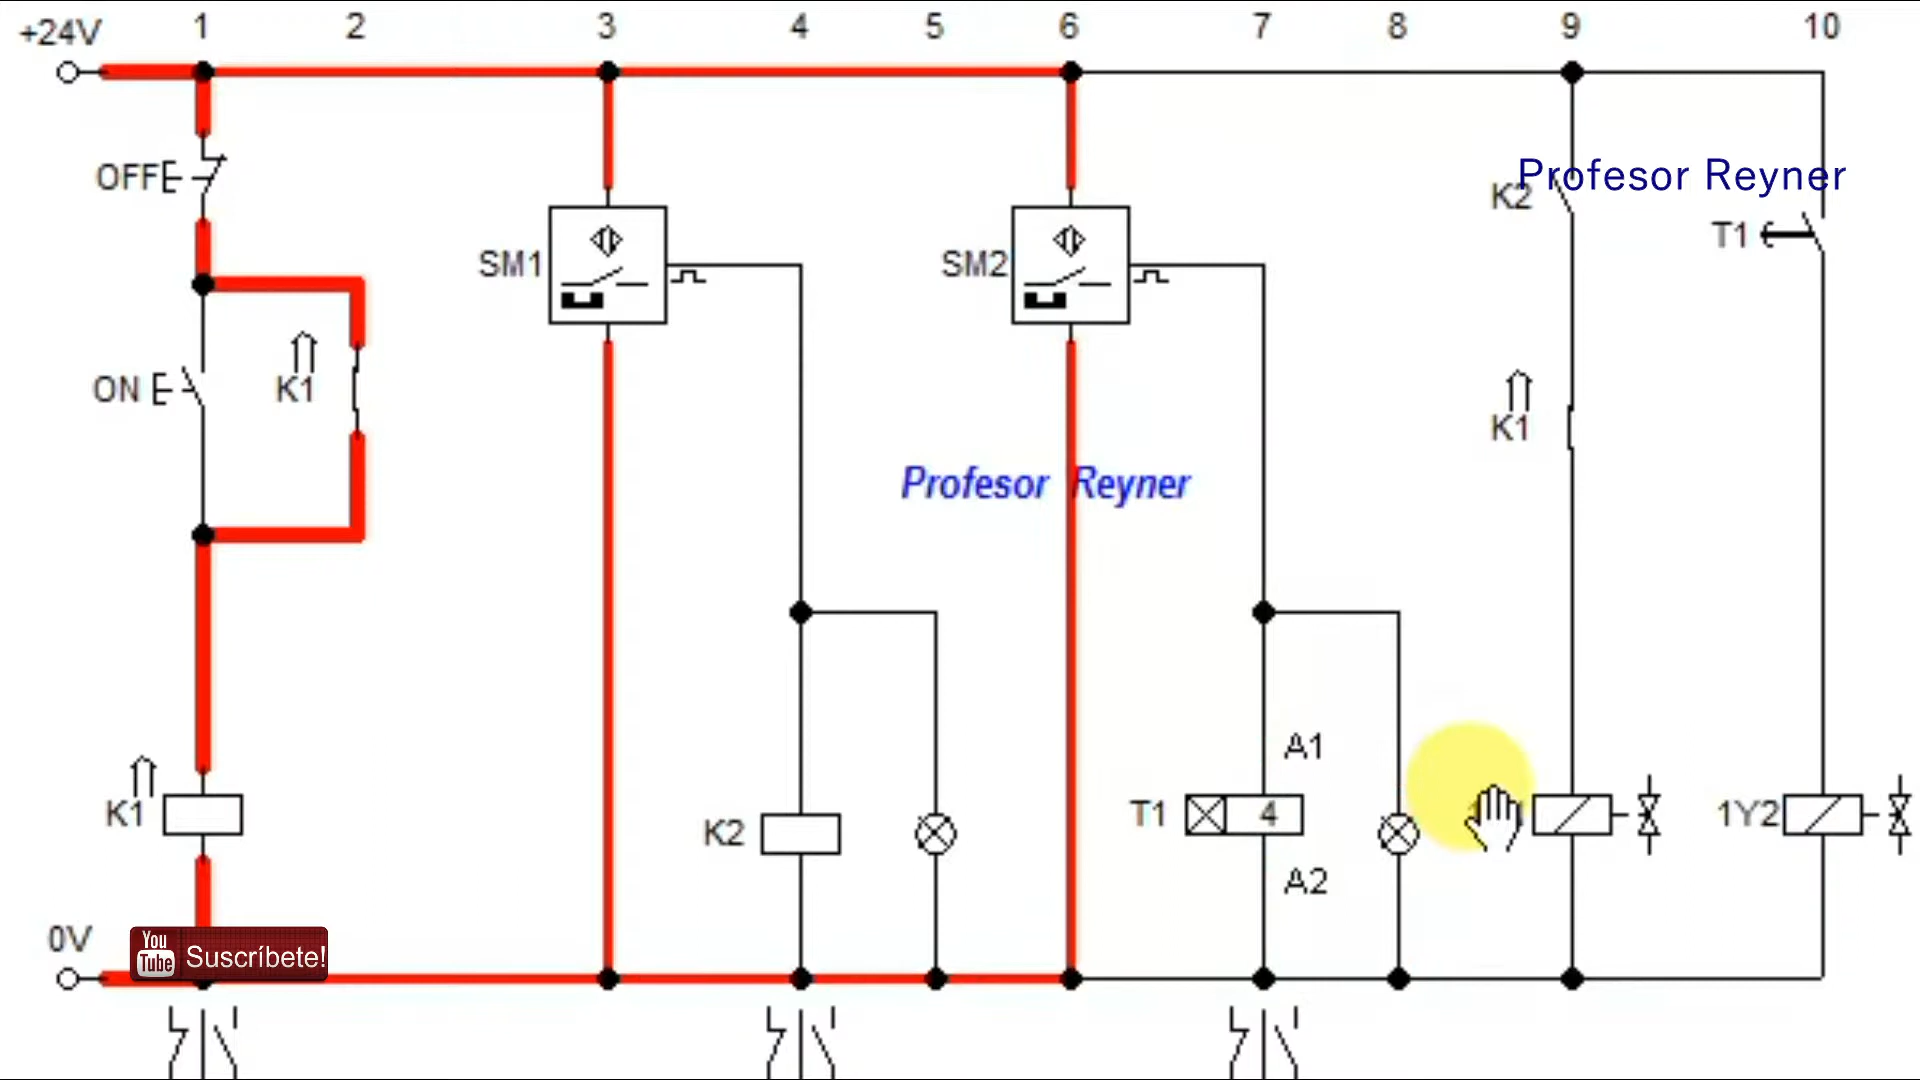 +24V 1 2 3 4 5 6 7 8 9 10
OFF
Profesor Reyner
K2
T1
SM1
SM2
ON
K1
K1
Profesor Reyner
A1
K1
K2
T1
4
1Y2
A2
0V
You
Tube
Suscríbete!